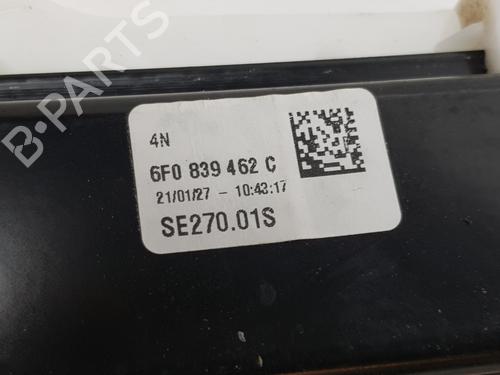 B-PARTS
4N
6F0 839 462 C
21/01/27 - 10:43:17
SE270.01S